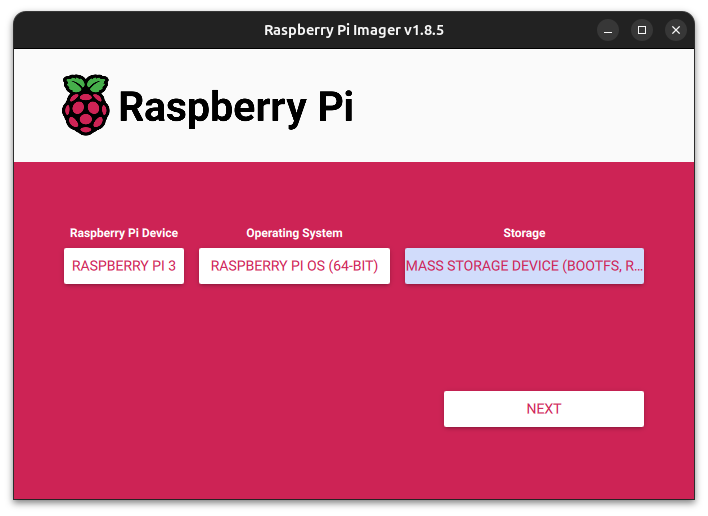 Raspberry Pi Imager v1.8.5
Raspberry Pi
Raspberry Pi Device
Operating System
Storage
RASPBERRY PI 3
RASPBERRY PI OS (64-BIT)
MASS STORAGE DEVICE (BOOTFS, R...
NEXT